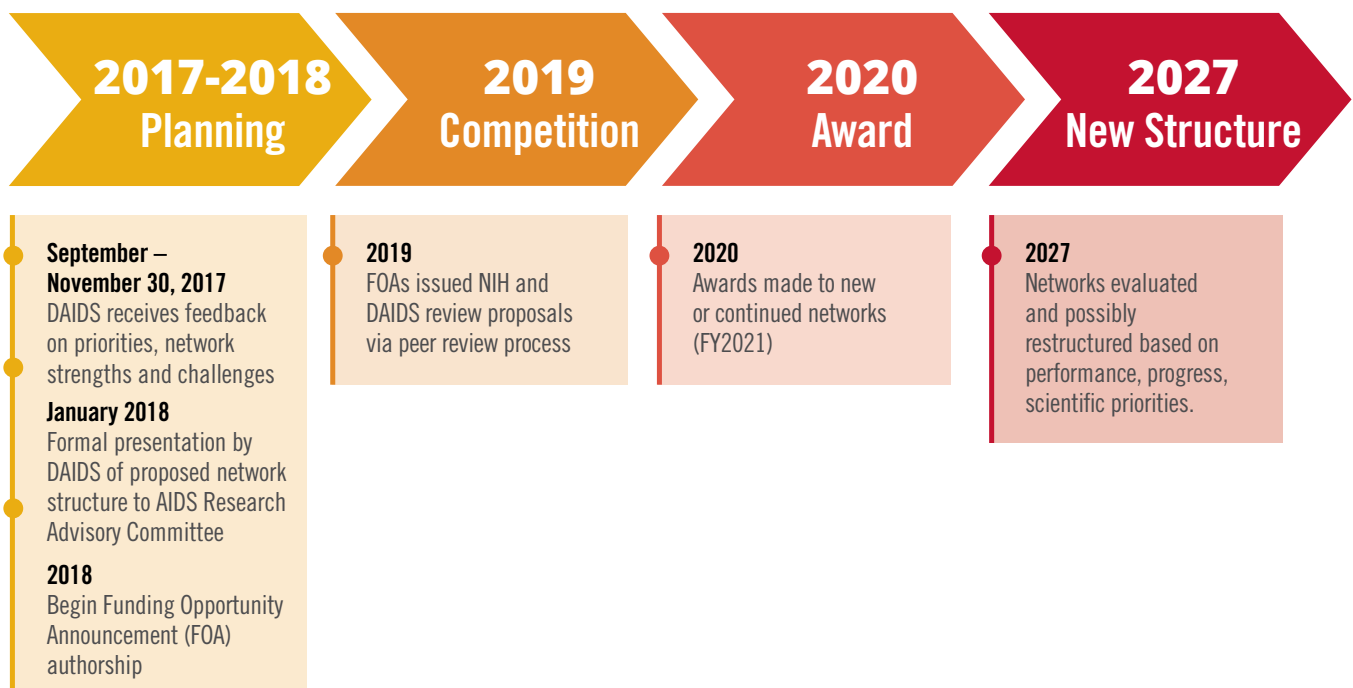 2017-2018
Planning
2019
Competition
2020
Award
2027
New Structure
September –
November 30, 2017
DAIDS receives feedback
on priorities, network
strengths and challenges
January 2018
Formal presentation by
DAIDS of proposed network
structure to AIDS Research
Advisory Committee
2018
Begin Funding Opportunity
Announcement (FOA)
authorship
2019
FOAs issued NIH and
DAIDS review proposals
via peer review process
2020
Awards made to new
or continued networks
(FY2021)
2027
Networks evaluated
and possibly
restructured based on
performance, progress,
scientific priorities.